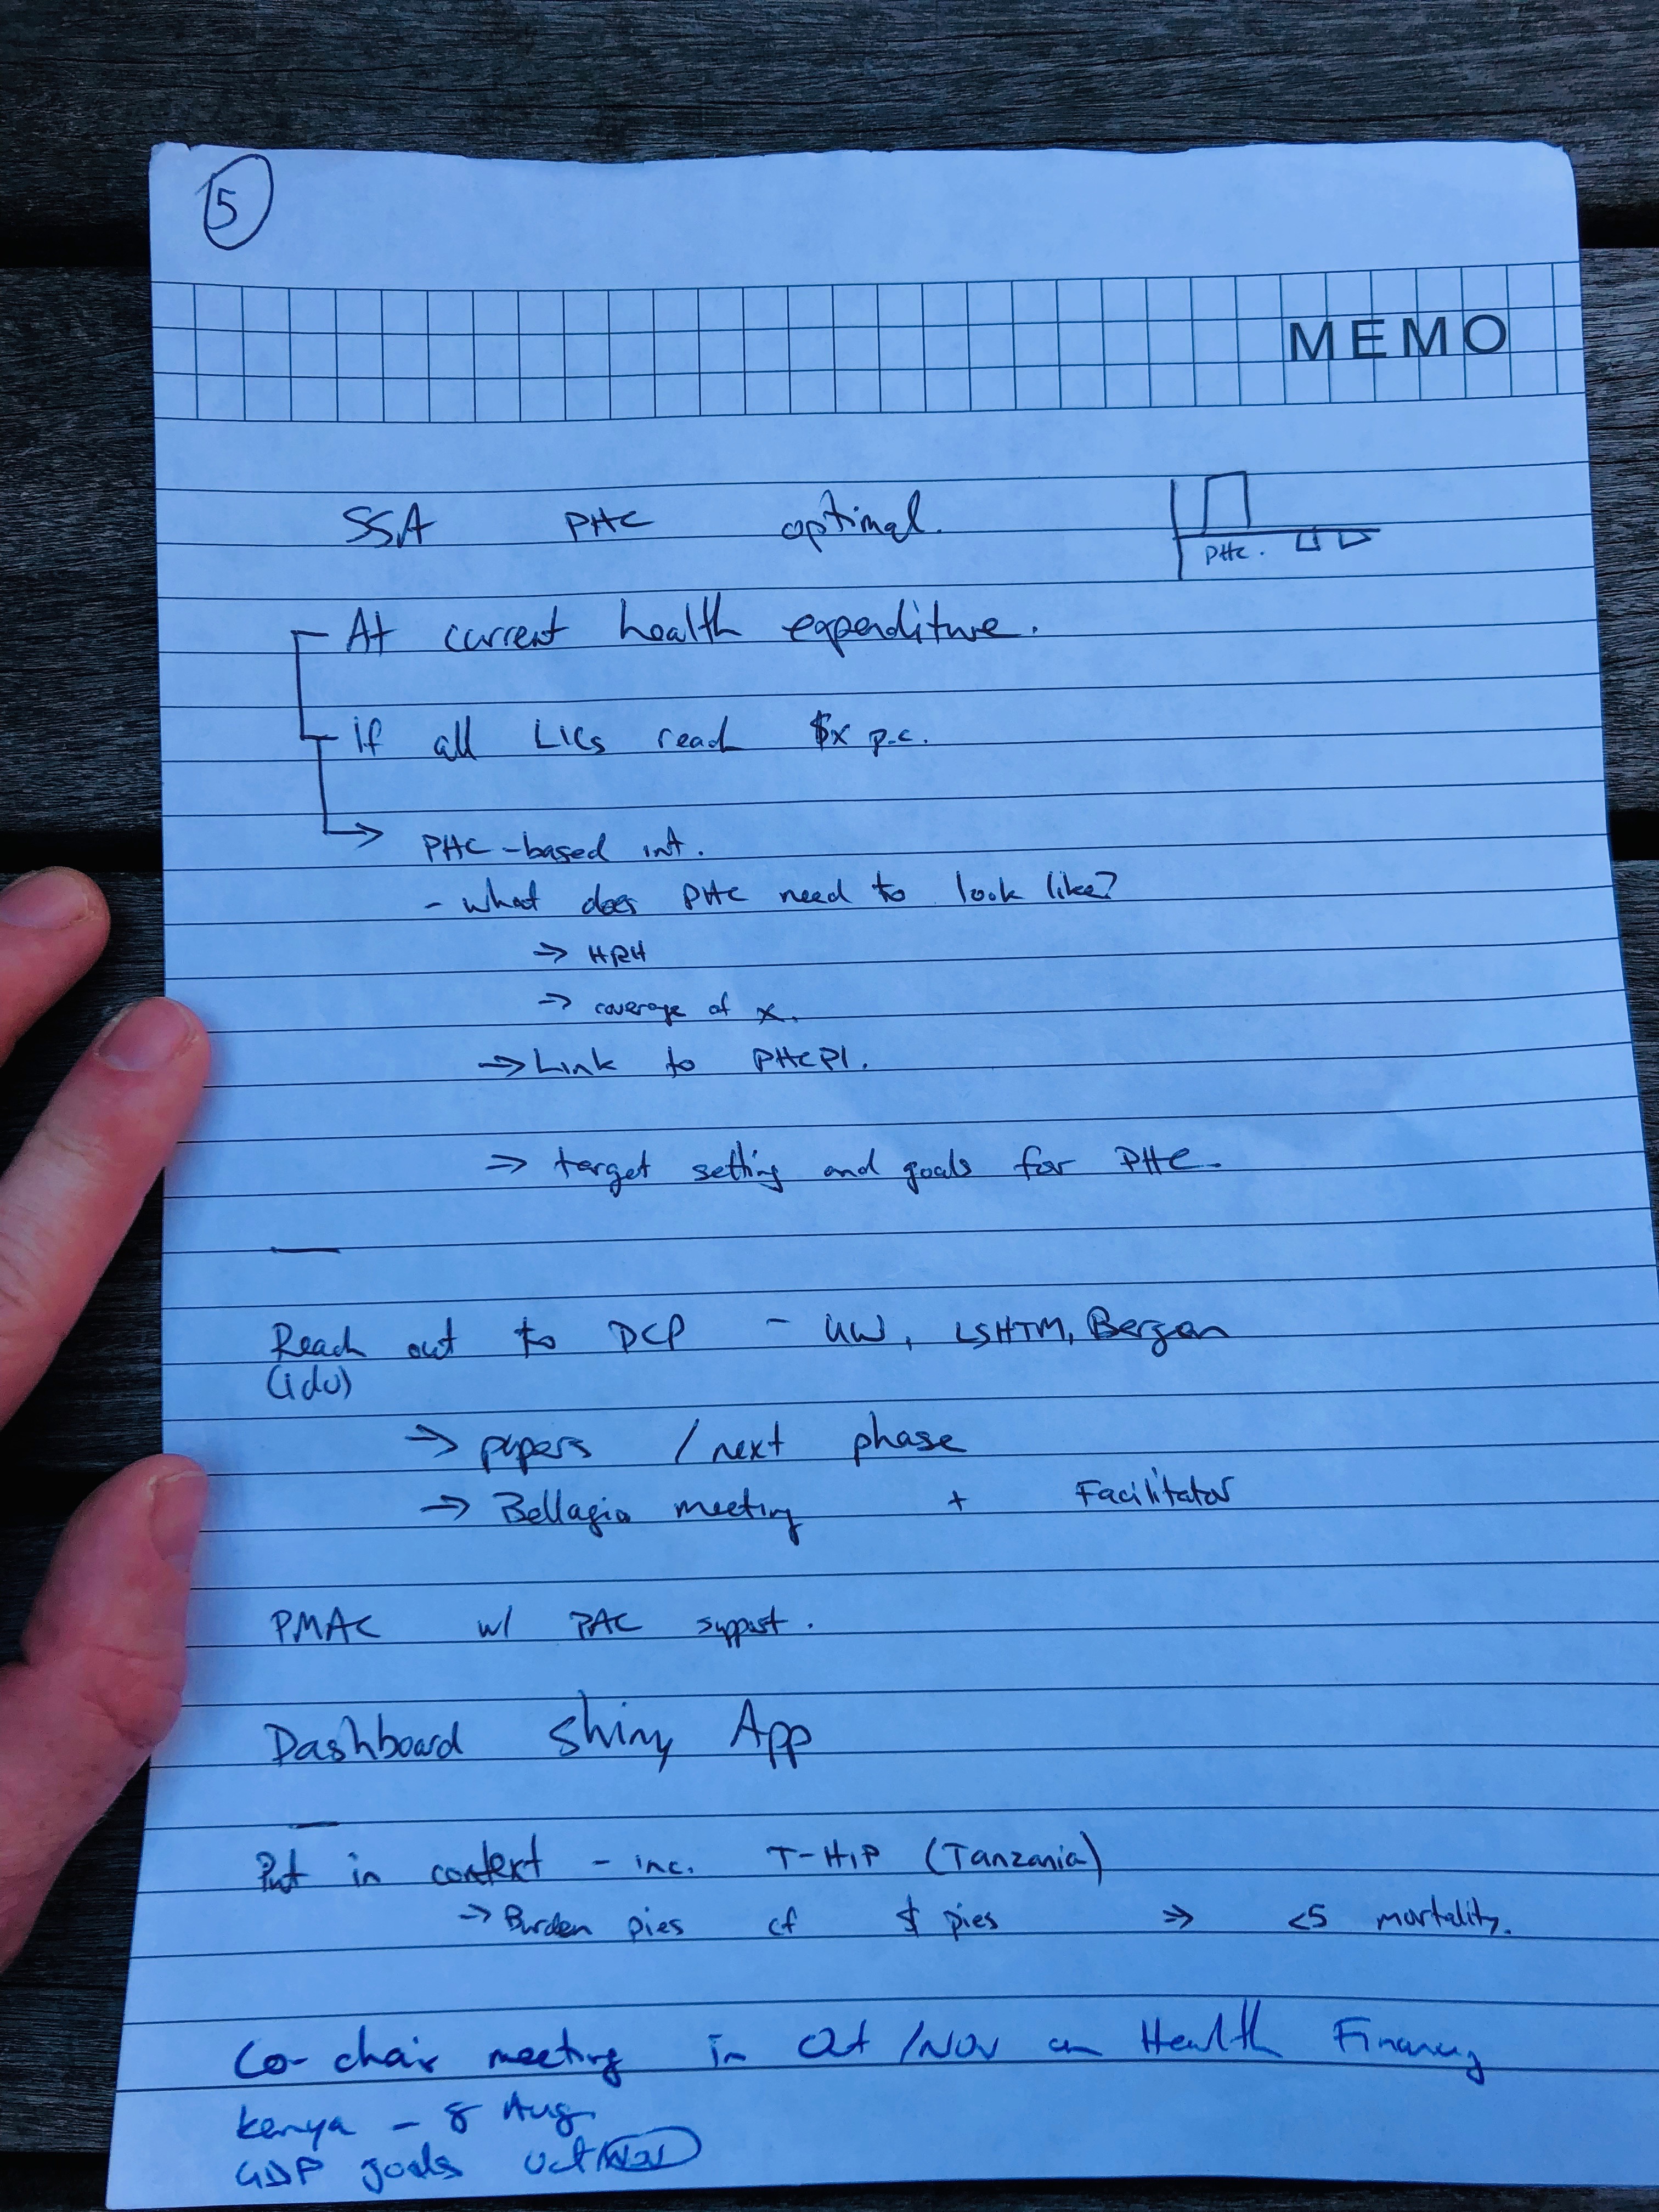 5
MEMO
SSA PHC optimal.
PHC.
- At current health expenditure.
- if all LICs reach $x p.c.
→ PHC-based int.
- what does PHC need to look like?
→ HRH
→ coverage of x.
→ Link to PHCPI.
⇒ target setting and goals for PHC.
Reach out to DCP - UW, LSHTM, Bergen
→ papers / next phase
→ Bellagio meeting + Facilitator
PMAC w/ PAC support.
Dashboard Shiny App
Put in context - inc. T-HIP (Tanzania)
→ Burden pies cf $ pies ⇒ <5 mortality.
Co-chair meeting in Oct /Nov on Health Financing
Kenya - 8 Aug
goals Oct/Nov